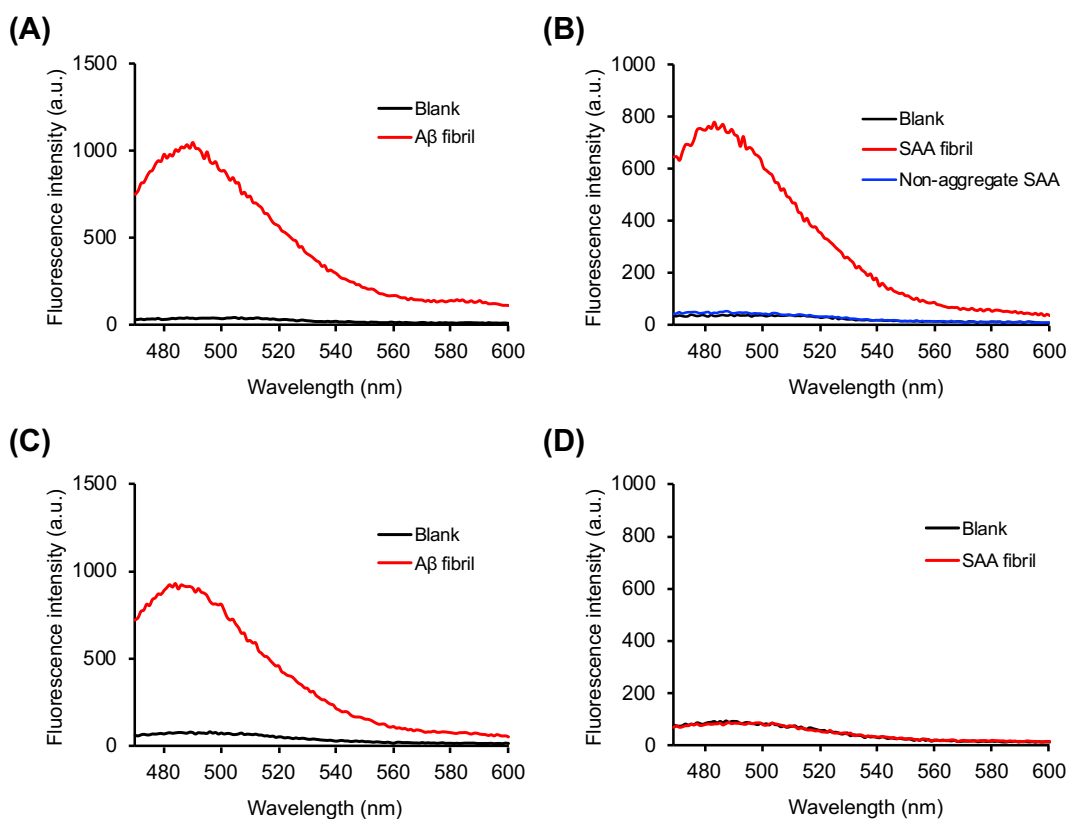 (A)
Fluorescence intensity (a.u.)
1500
1000
500
0
Blank
Aβ fibril
480 500 520 540 560 580 600
Wavelength (nm)
(B)
Fluorescence intensity (a.u.)
1000
800
600
400
200
0
Blank
SAA fibril
Non-aggregate SAA
480 500 520 540 560 580 600
Wavelength (nm)
(C)
Fluorescence intensity (a.u.)
1500
1000
500
0
Blank
Aβ fibril
480 500 520 540 560 580 600
Wavelength (nm)
(D)
Fluorescence intensity (a.u.)
1000
800
600
400
200
0
Blank
SAA fibril
480 500 520 540 560 580 600
Wavelength (nm)